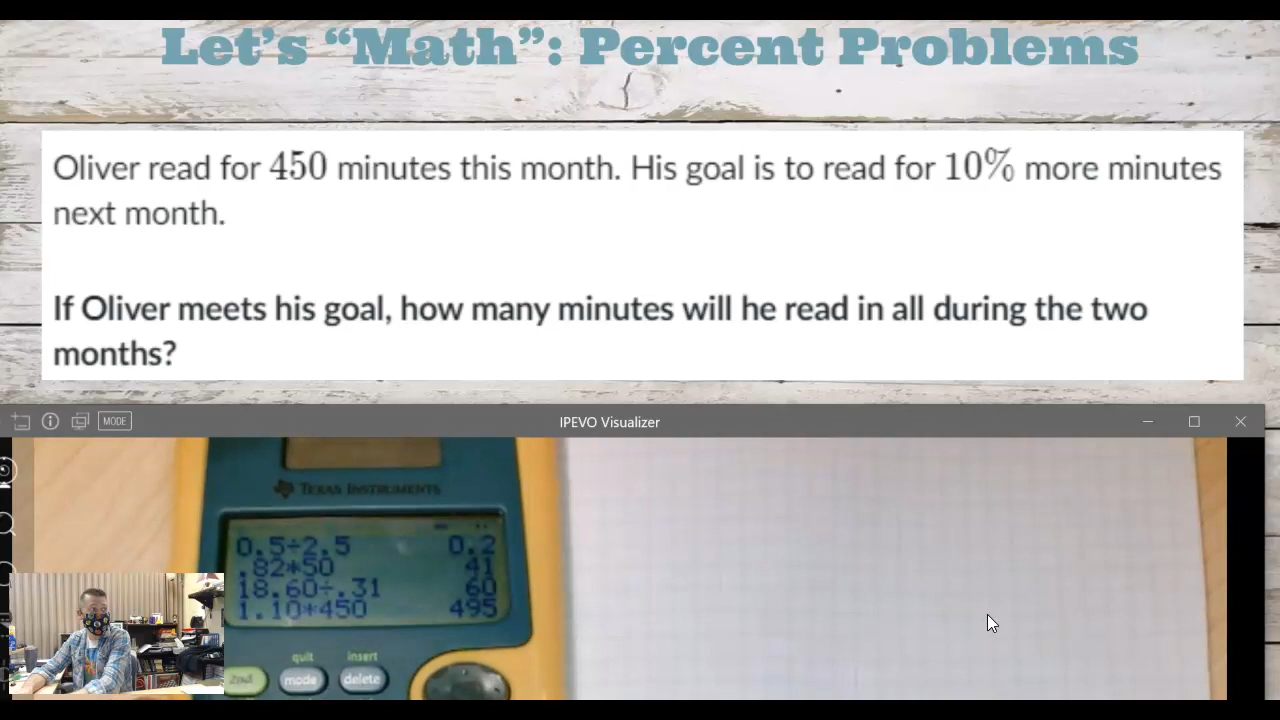 Let's “Math”: Percent Problems
Oliver read for 450 minutes this month. His goal is to read for 10% more minutes
next month.
If Oliver meets his goal, how many minutes will he read in all during the two
months?
MODE
IPEVO Visualizer
TEXAS INSTRUMENTS
0.5÷2.5 0.2
.82*50 41
18.60÷.31 60
1.10*450 495
quit insert
2nd mode delete